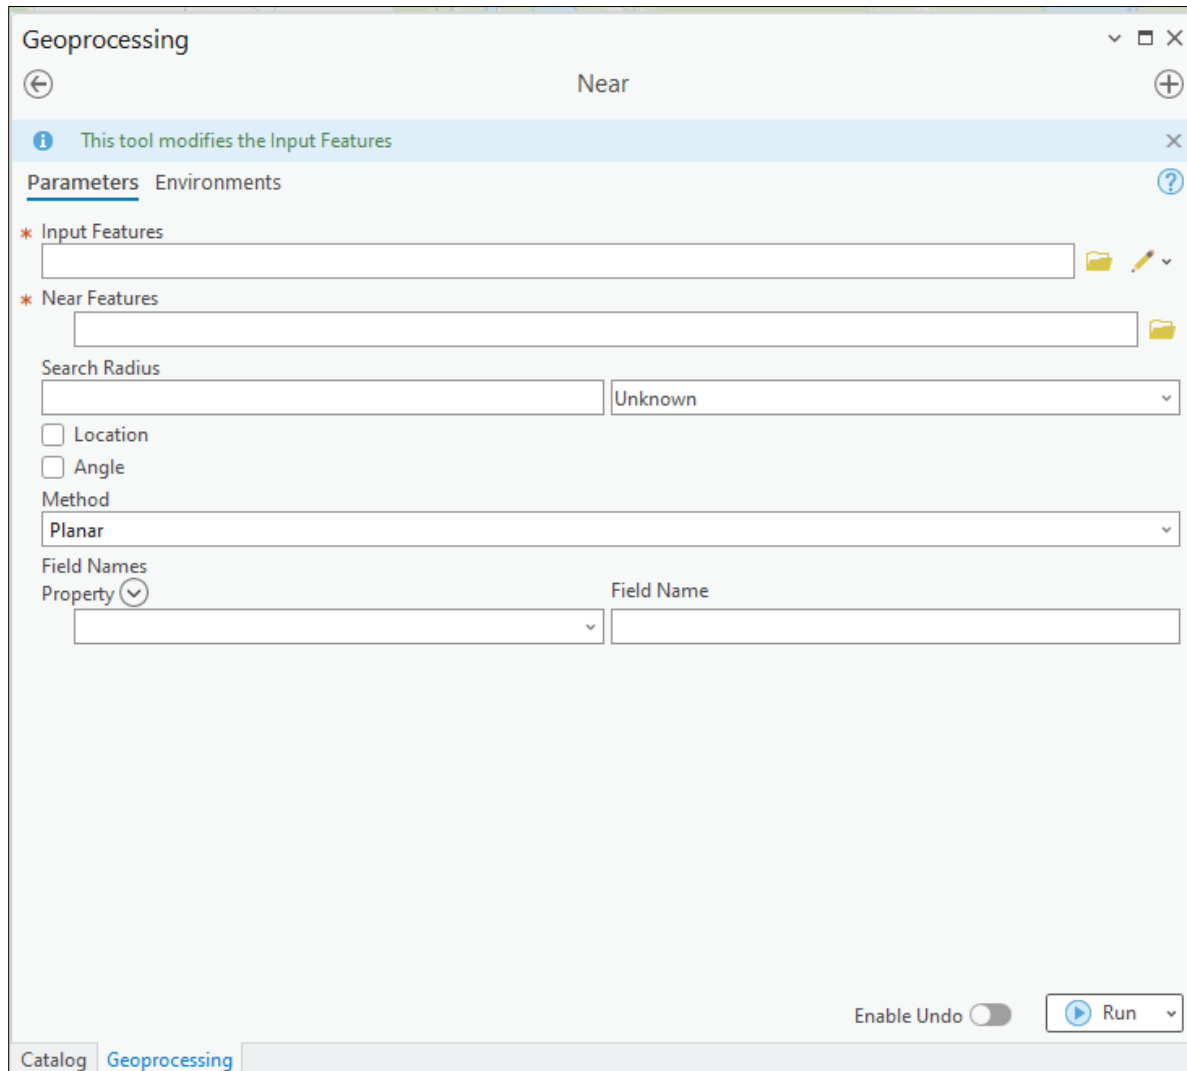 Geoprocessing
Near
This tool modifies the Input Features
Parameters Environments
* Input Features
* Near Features
Search Radius
Unknown
Location
Angle
Method
Planar
Field Names
Property Field Name
Enable Undo Run
Catalog Geoprocessing